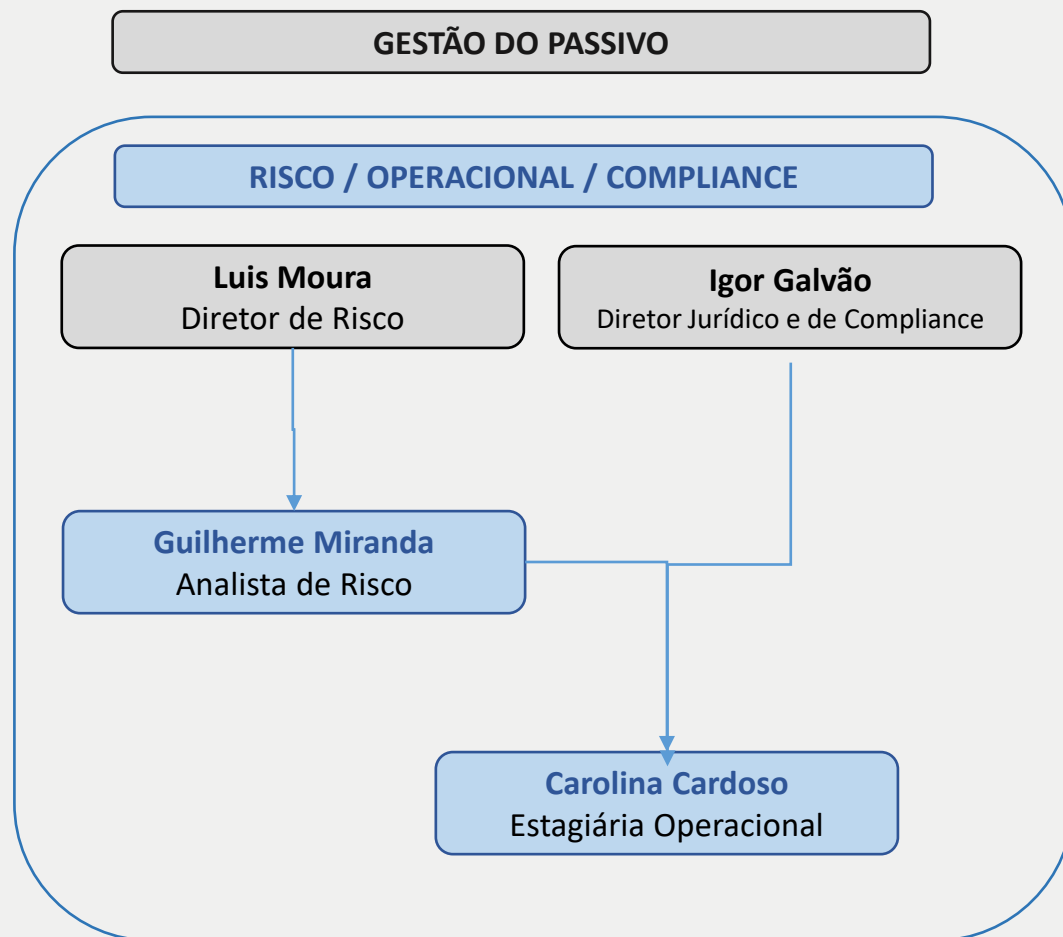 GESTÃO DO PASSIVO
RISCO / OPERACIONAL / COMPLIANCE
Luis Moura
Diretor de Risco
Igor Galvão
Diretor Jurídico e de Compliance
Guilherme Miranda
Analista de Risco
Carolina Cardoso
Estagiária Operacional